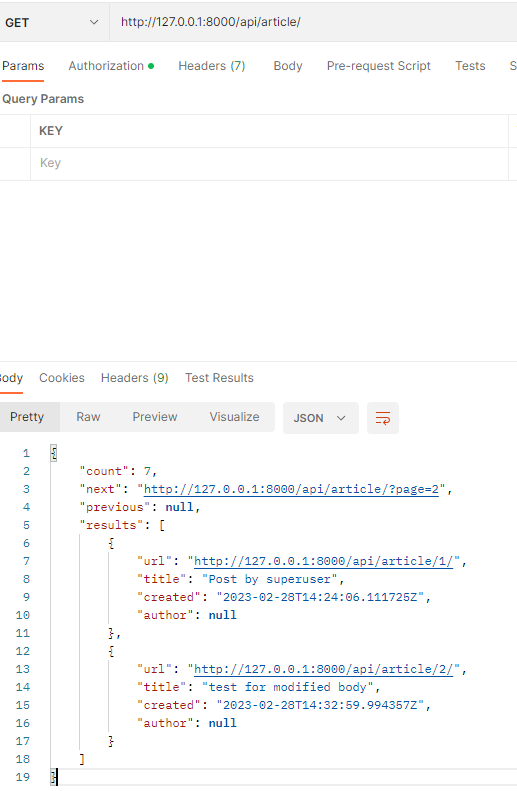 GET http://127.0.0.1:8000/api/article/
Params Authorization Headers (7) Body Pre-request Script Tests S
Query Params
KEY
Key
Body Cookies Headers (9) Test Results
Pretty Raw Preview Visualize JSON
1 {
2 "count": 7,
3 "next": "http://127.0.0.1:8000/api/article/?page=2",
4 "previous": null,
5 "results": [
6 {
7 "url": "http://127.0.0.1:8000/api/article/1/",
8 "title": "Post by superuser",
9 "created": "2023-02-28T14:24:06.111725Z",
10 "author": null
11 },
12 {
13 "url": "http://127.0.0.1:8000/api/article/2/",
14 "title": "test for modified body",
15 "created": "2023-02-28T14:32:59.994357Z",
16 "author": null
17 }
18 ]
19 }